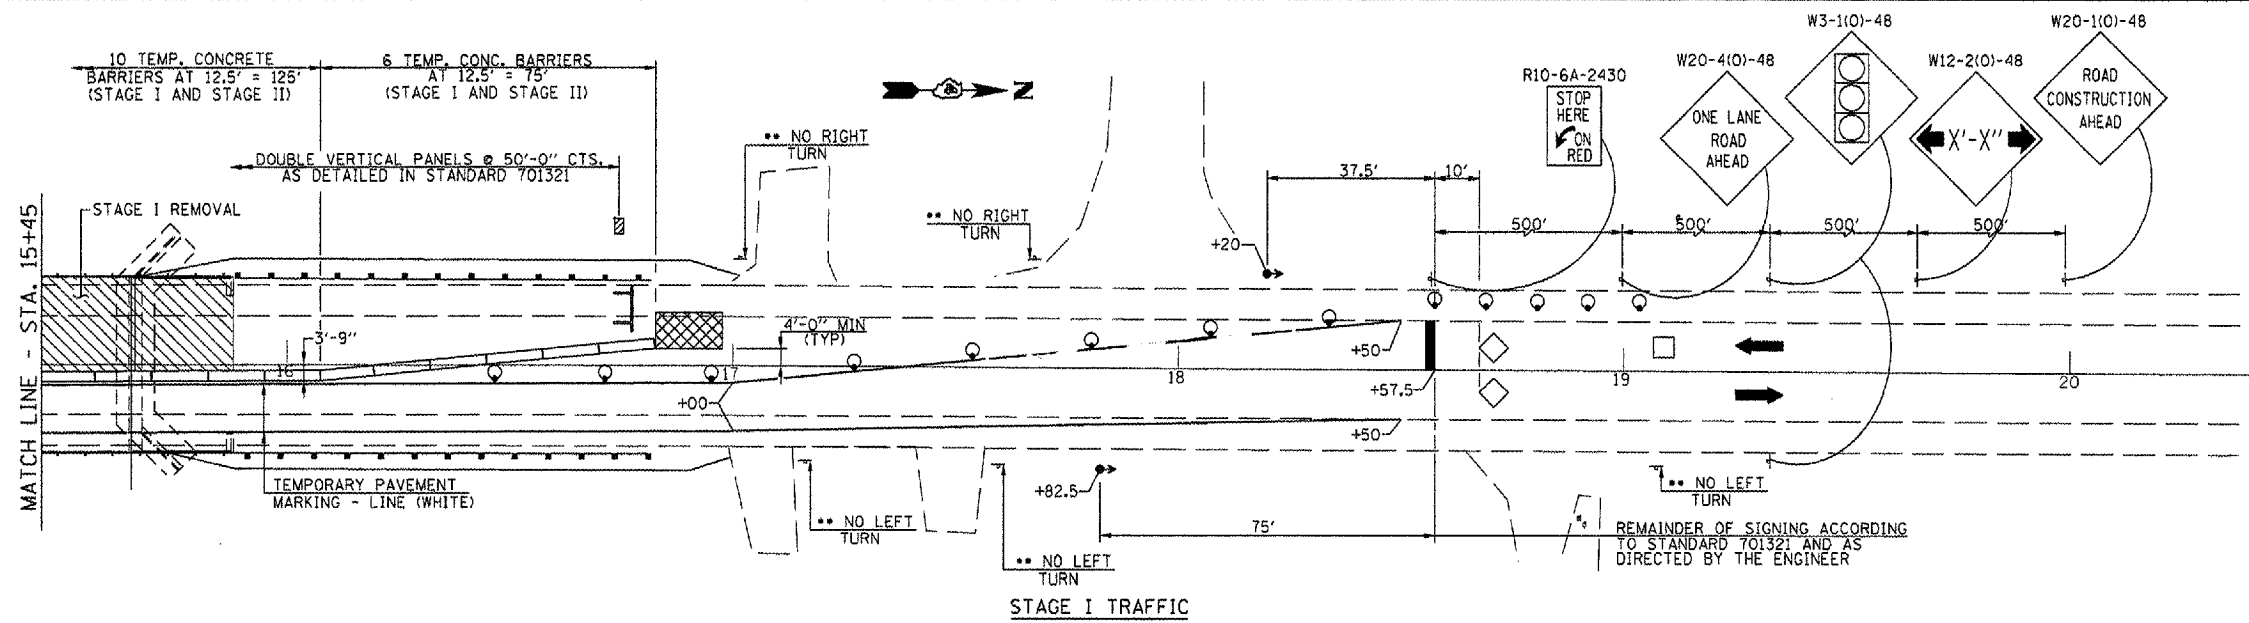 10 TEMP. CONCRETE
BARRIERS AT 12.5' = 125'
(STAGE I AND STAGE II)
6 TEMP. CONC. BARRIERS
AT 12.5' = 75'
(STAGE I AND STAGE II)
N
R10-6A-2430
STOP
HERE
ON
RED
W20-4(O)-48
ONE LANE
ROAD
AHEAD
W3-1(O)-48
W12-2(O)-48
X'-X"
W20-1(O)-48
ROAD
CONSTRUCTION
AHEAD
DOUBLE VERTICAL PANELS @ 50'-0" CTS.
AS DETAILED IN STANDARD 701321
** NO RIGHT
TURN
** NO RIGHT
TURN
37.5'
10'
500'
500'
500'
500'
MATCH LINE - STA. 15+45
STAGE I REMOVAL
+20
3'-9"
4'-0" MIN
(TYP)
16
17
18
19
20
+50
+57.5
+00
+50
TEMPORARY PAVEMENT
MARKING - LINE (WHITE)
+82.5
** NO LEFT
TURN
** NO LEFT
TURN
** NO LEFT
TURN
75'
REMAINDER OF SIGNING ACCORDING
TO STANDARD 701321 AND AS
DIRECTED BY THE ENGINEER
STAGE I TRAFFIC